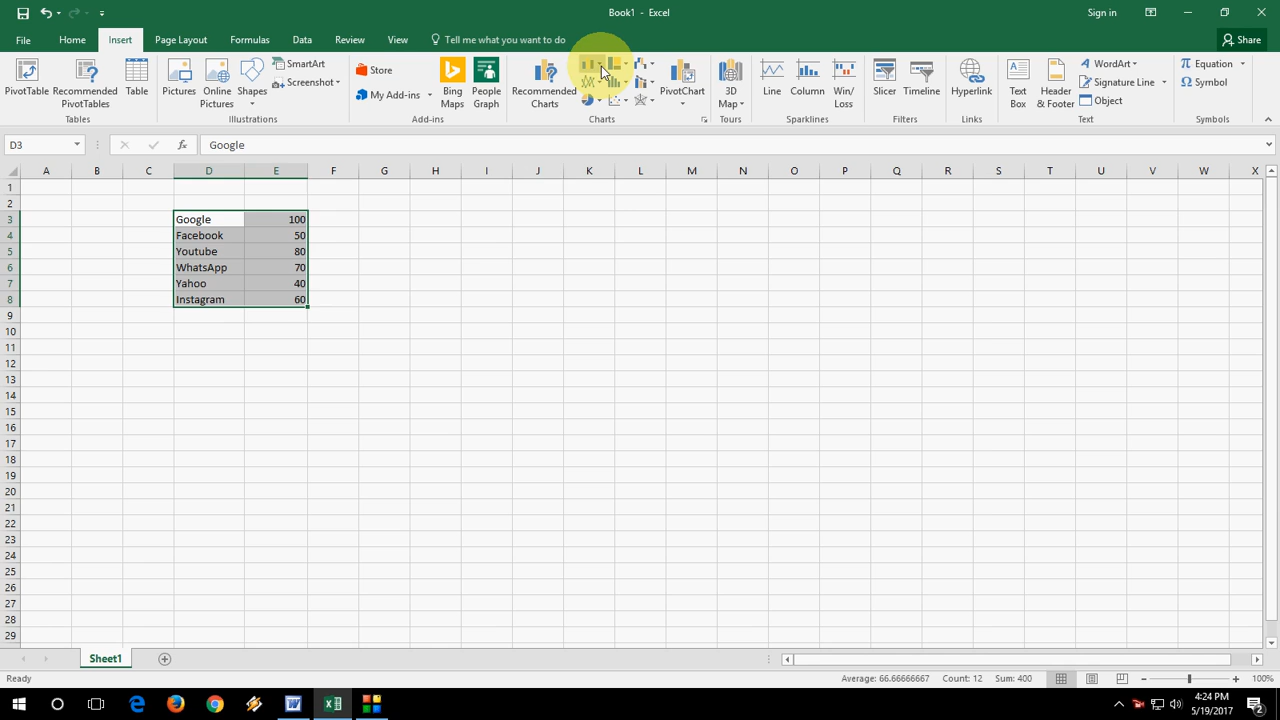 Book1 - Excel
Sign in
File Home Insert Page Layout Formulas Data Review View Tell me what you want to do Share
PivotTable
Recommended
PivotTables
Table
Tables
Pictures
Online
Pictures
Shapes
SmartArt
Screenshot
Illustrations
Store
My Add-ins
Bing
Maps
People
Graph
Add-ins
Recommended
Charts
PivotChart
Charts
3D
Map
Tours
Line
Column
Win/
Loss
Sparklines
Slicer
Timeline
Filters
Hyperlink
Links
Text
Box
Header
& Footer
WordArt
Signature Line
Object
Text
Equation
Symbol
Symbols
D3 fx Google
A B C D E F G H I J K L M N O P Q R S T U V W X
1
2
3 Google 100
4 Facebook 50
5 Youtube 80
6 WhatsApp 70
7 Yahoo 40
8 Instagram 60
9
10
11
12
13
14
15
16
17
18
19
20
21
22
23
24
25
26
27
28
29
Sheet1
Ready Average: 66.66666667 Count: 12 Sum: 400 100%
4:24 PM
5/19/2017